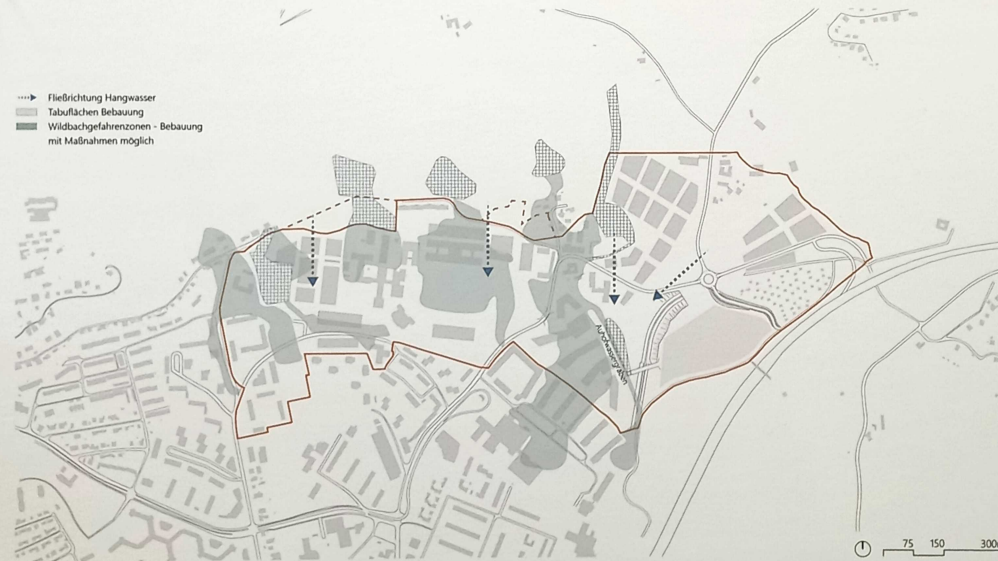 Fließrichtung Hangwasser
Tabuflächen Bebauung
Wildbachgefahrenzonen - Bebauung
mit Maßnahmen möglich
75 150 300